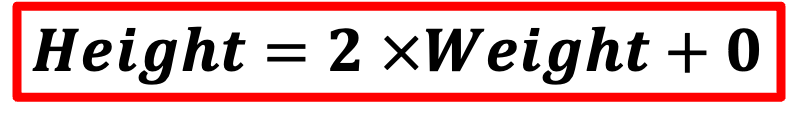 Height = 2 ×Weight + 0